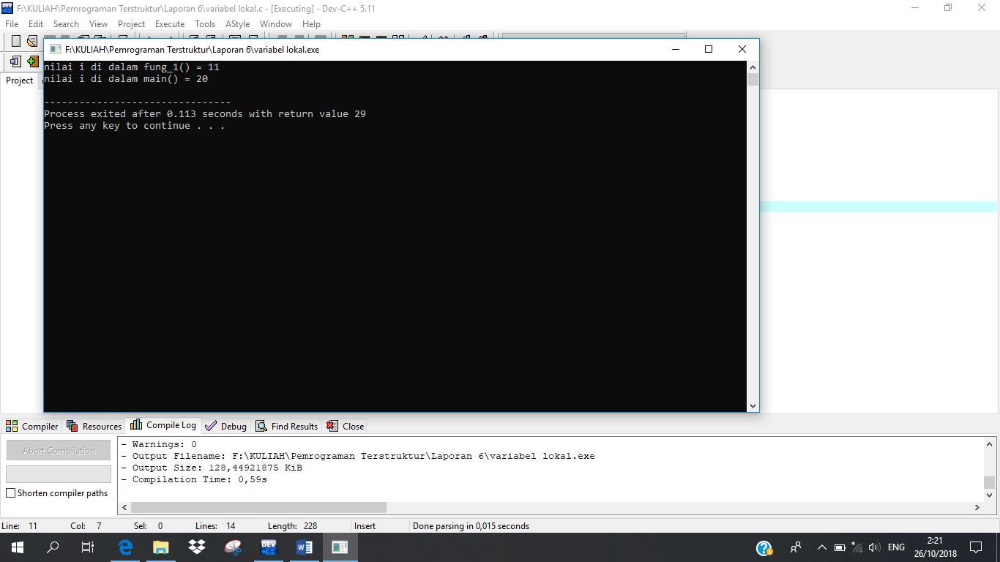 F:\KULIAH\Pemrograman Terstruktur\Laporan 6\variabel lokal.c - [Executing] - Dev-C++ 5.11
File Edit Search View Project Execute Tools AStyle Window Help
F:\KULIAH\Pemrograman Terstruktur\Laporan 6\variabel lokal.exe
Project
nilai i di dalam fung_1() = 11
nilai i di dalam main() = 20
--------------------------------
Process exited after 0.113 seconds with return value 29
Press any key to continue . . .
Compiler Resources Compile Log Debug Find Results Close
Abort Compilation
Shorten compiler paths
- Warnings: 0
- Output Filename: F:\KULIAH\Pemrograman Terstruktur\Laporan 6\variabel lokal.exe
- Output Size: 128,44921875 KiB
- Compilation Time: 0,59s
Line: 11 Col: 7 Sel: 0 Lines: 14 Length: 228 Insert Done parsing in 0,015 seconds
DEV
ENG
2:21
26/10/2018